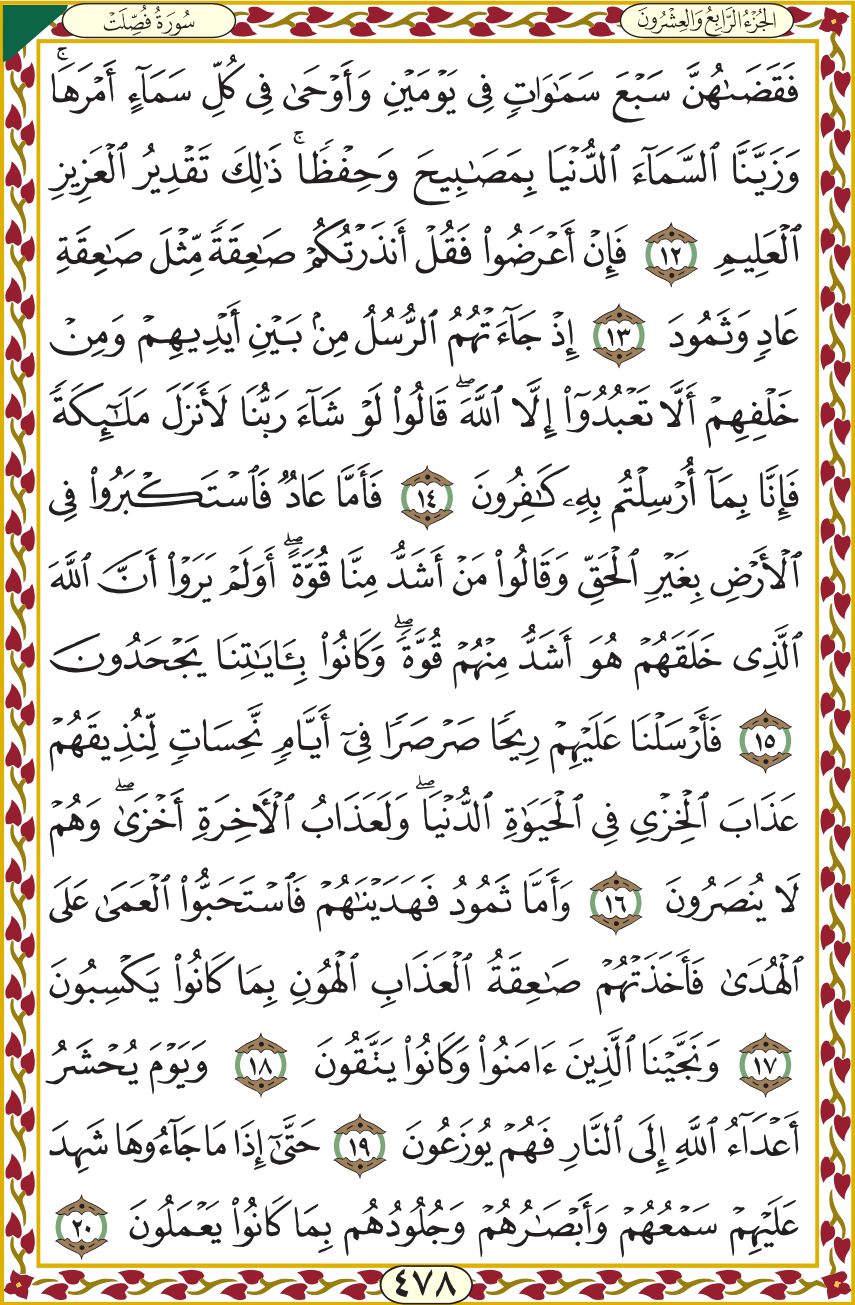 الجُزْءُ الرَّابِعُ وَالعِشْرُونَ
سُورَةُ فُصِّلَتْ
فَقَضَىٰهُنَّ سَبْعَ سَمَٰوَاتٍ فِى يَوْمَيْنِ وَأَوْحَىٰ فِى كُلِّ سَمَآءٍ أَمْرَهَا ۚ
وَزَيَّنَّا ٱلسَّمَآءَ ٱلدُّنْيَا بِمَصَٰبِيحَ وَحِفْظًا ۚ ذَٰلِكَ تَقْدِيرُ ٱلْعَزِيزِ
ٱلْعَلِيمِ ١٢ فَإِنْ أَعْرَضُوا۟ فَقُلْ أَنذَرْتُكُمْ صَٰعِقَةً مِّثْلَ صَٰعِقَةِ
عَادٍ وَثَمُودَ ١٣ إِذْ جَآءَتْهُمُ ٱلرُّسُلُ مِنۢ بَيْنِ أَيْدِيهِمْ وَمِنْ
خَلْفِهِمْ أَلَّا تَعْبُدُوٓا۟ إِلَّا ٱللَّهَ ۖ قَالُوا۟ لَوْ شَآءَ رَبُّنَا لَأَنزَلَ مَلَٰٓئِكَةً
فَإِنَّا بِمَآ أُرْسِلْتُم بِهِۦ كَٰفِرُونَ ١٤ فَأَمَّا عَادٌ فَٱسْتَكْبَرُوا۟ فِى
ٱلْأَرْضِ بِغَيْرِ ٱلْحَقِّ وَقَالُوا۟ مَنْ أَشَدُّ مِنَّا قُوَّةً ۖ أَوَلَمْ يَرَوْا۟ أَنَّ ٱللَّهَ
ٱلَّذِى خَلَقَهُمْ هُوَ أَشَدُّ مِنْهُمْ قُوَّةً ۖ وَكَانُوا۟ بِـَٔايَٰتِنَا يَجْحَدُونَ
١٥ فَأَرْسَلْنَا عَلَيْهِمْ رِيحًا صَرْصَرًا فِىٓ أَيَّامٍ نَّحِسَاتٍ لِّنُذِيقَهُمْ
عَذَابَ ٱلْخِزْىِ فِى ٱلْحَيَوٰةِ ٱلدُّنْيَا ۖ وَلَعَذَابُ ٱلْـَٔاخِرَةِ أَخْزَىٰ ۖ وَهُمْ
لَا يُنصَرُونَ ١٦ وَأَمَّا ثَمُودُ فَهَدَيْنَٰهُمْ فَٱسْتَحَبُّوا۟ ٱلْعَمَىٰ عَلَى
ٱلْهُدَىٰ فَأَخَذَتْهُمْ صَٰعِقَةُ ٱلْعَذَابِ ٱلْهُونِ بِمَا كَانُوا۟ يَكْسِبُونَ
١٧ وَنَجَّيْنَا ٱلَّذِينَ ءَامَنُوا۟ وَكَانُوا۟ يَتَّقُونَ ١٨ وَيَوْمَ يُحْشَرُ
أَعْدَآءُ ٱللَّهِ إِلَى ٱلنَّارِ فَهُمْ يُوزَعُونَ ١٩ حَتَّىٰٓ إِذَا مَا جَآءُوهَا شَهِدَ
عَلَيْهِمْ سَمْعُهُمْ وَأَبْصَٰرُهُمْ وَجُلُودُهُم بِمَا كَانُوا۟ يَعْمَلُونَ ٢٠
٤٧٨